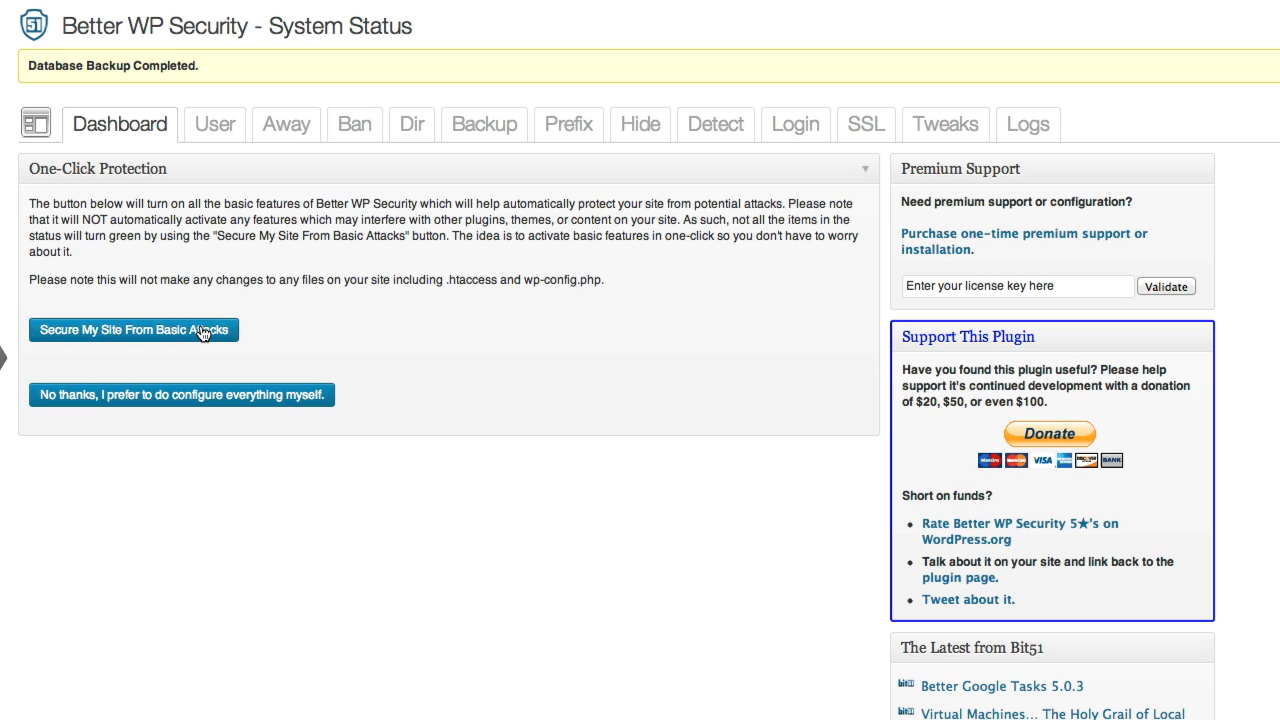 Better WP Security - System Status
Database Backup Completed.
Dashboard User Away Ban Dir Backup Prefix Hide Detect Login SSL Tweaks Logs
One-Click Protection
The button below will turn on all the basic features of Better WP Security which will help automatically protect your site from potential attacks. Please note
that it will NOT automatically activate any features which may interfere with other plugins, themes, or content on your site. As such, not all the items in the
status will turn green by using the "Secure My Site From Basic Attacks" button. The idea is to activate basic features in one-click so you don't have to worry
about it.
Please note this will not make any changes to any files on your site including .htaccess and wp-config.php.
Secure My Site From Basic Attacks
No thanks, I prefer to do configure everything myself.
Premium Support
Need premium support or configuration?
Purchase one-time premium support or
installation.
Enter your license key here Validate
Support This Plugin
Have you found this plugin useful? Please help
support it's continued development with a donation
of $20, $50, or even $100.
Donate
VISA BANK
Short on funds?
Rate Better WP Security 5★'s on
WordPress.org
Talk about it on your site and link back to the
plugin page.
Tweet about it.
The Latest from Bit51
Better Google Tasks 5.0.3
Virtual Machines... The Holy Grail of Local